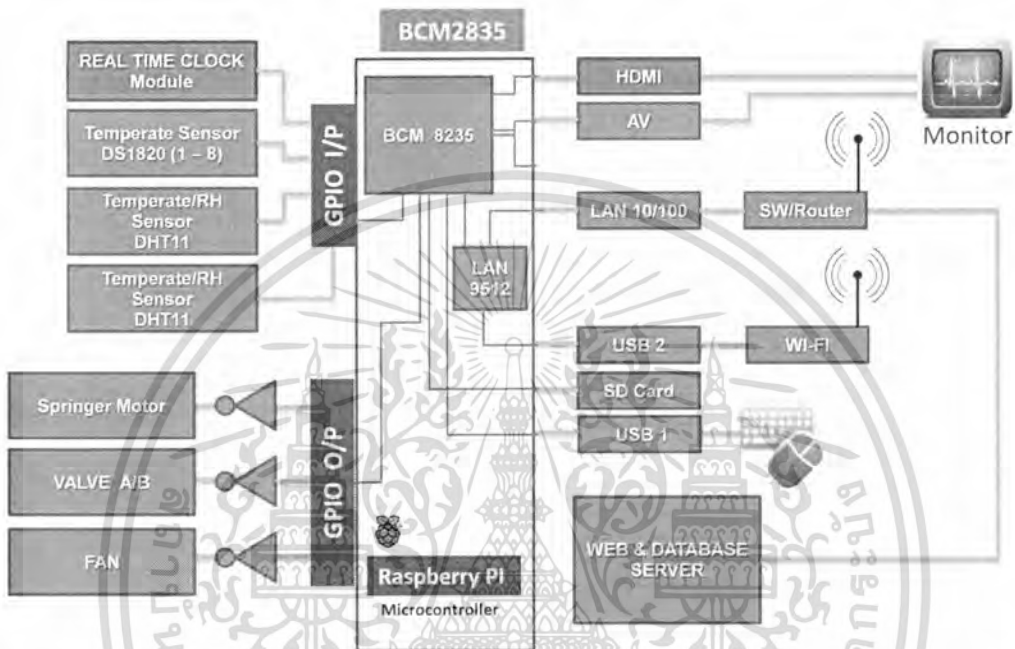 BCM2835
REAL TIME CLOCK
Module
Temperate Sensor
DS1820 (1 – 8)
Temperate/RH
Sensor
DHT11
Temperate/RH
Sensor
DHT11
GPIO I/P
BCM 8235
LAN
9512
HDMI
AV
Monitor
LAN 10/100
SW/Router
USB 2
WI-FI
SD Card
USB 1
Springer Motor
VALVE A/B
FAN
GPIO O/P
Raspberry Pi
Microcontroller
WEB & DATABASE
SERVER